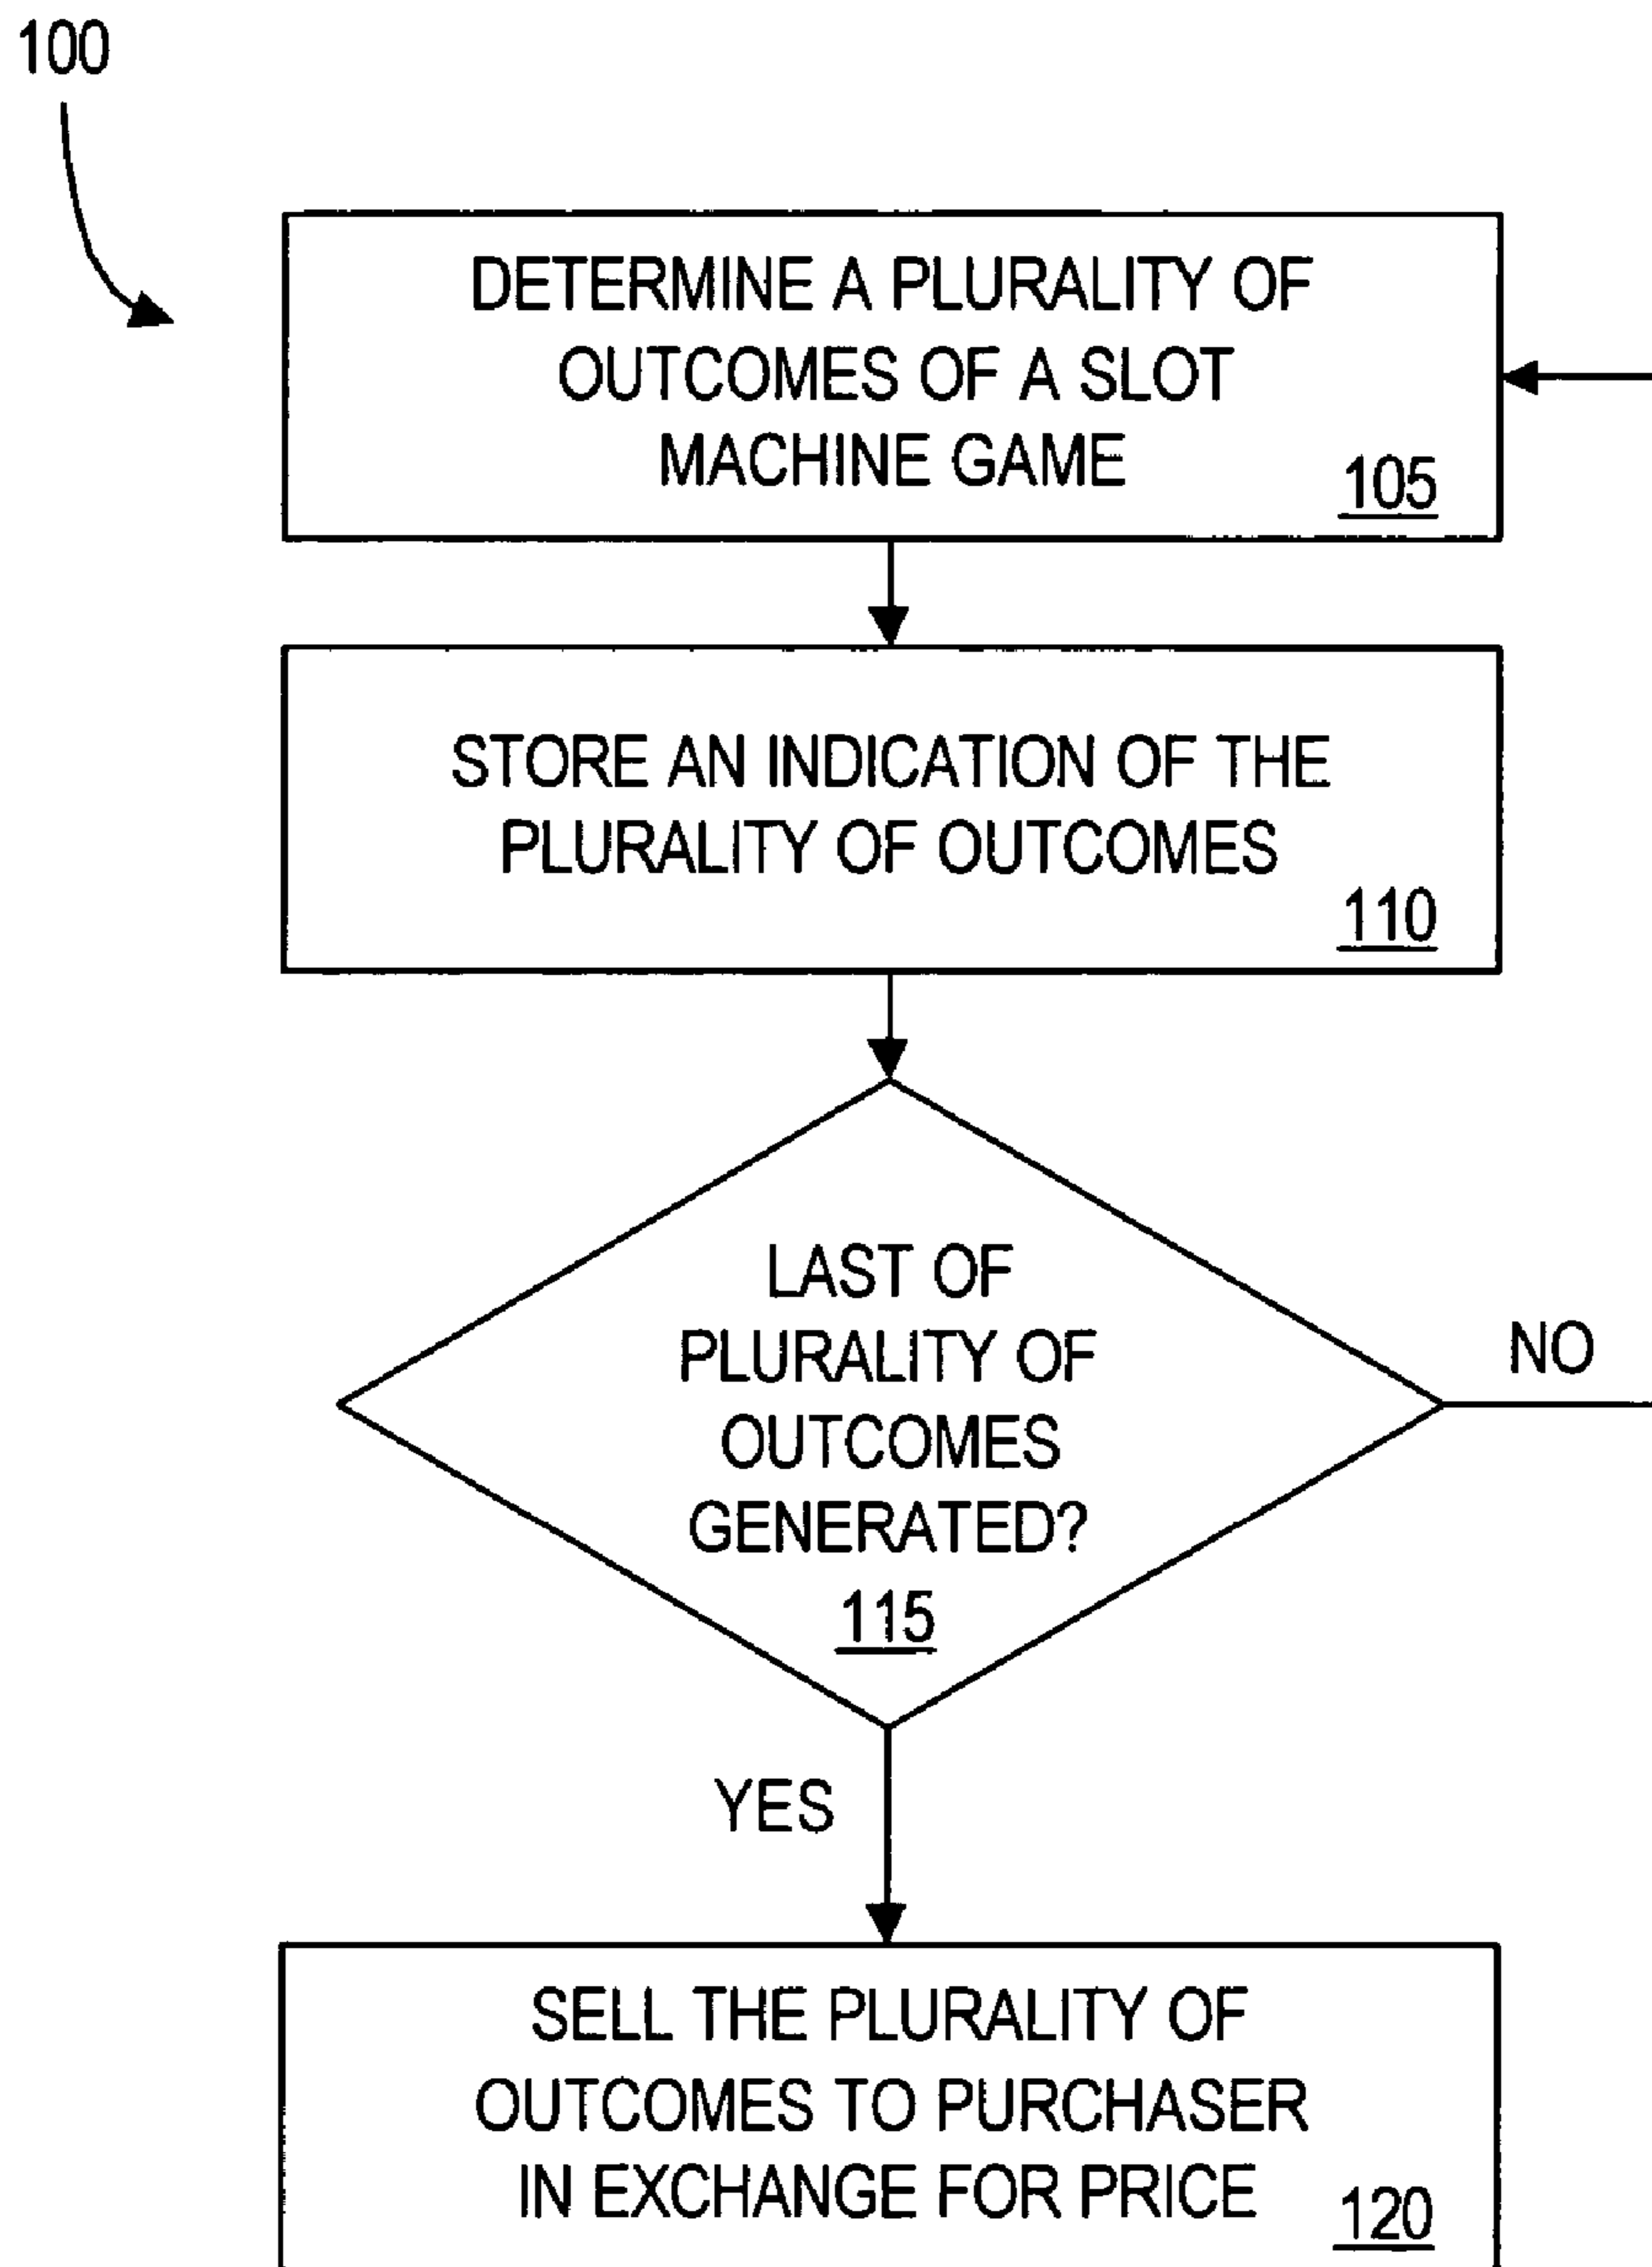 100
DETERMINE A PLURALITY OF
OUTCOMES OF A SLOT
MACHINE GAME
105
STORE AN INDICATION OF THE
PLURALITY OF OUTCOMES
110
LAST OF
PLURALITY OF
OUTCOMES
GENERATED?
115
NO
YES
SELL THE PLURALITY OF
OUTCOMES TO PURCHASER
IN EXCHANGE FOR PRICE
120